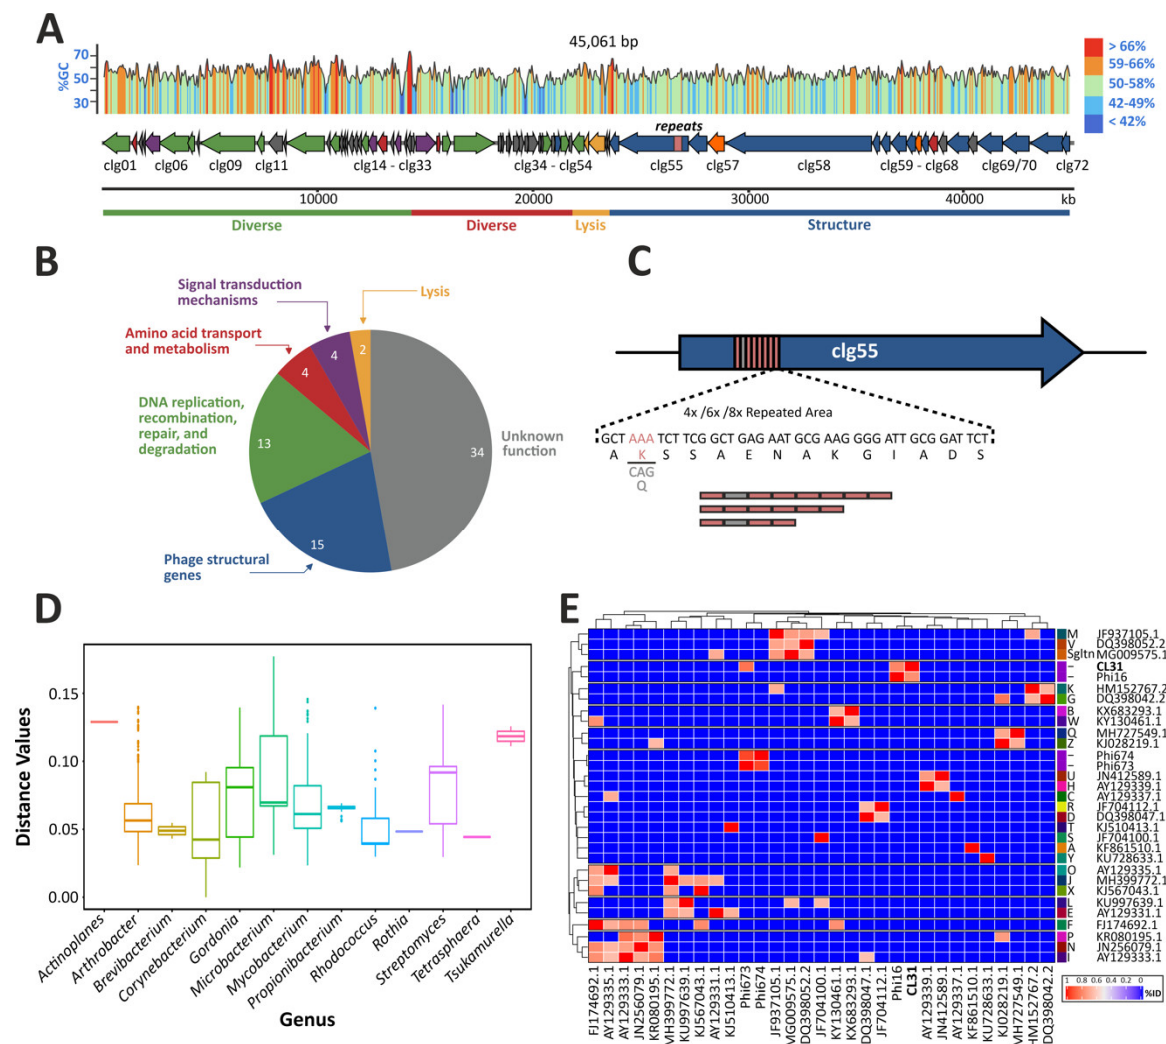 A
45,061 bp
%GC
70
50
30
> 66%
59-66%
50-58%
42-49%
< 42%
repeats
clg01
clg06
clg09
clg11
clg14 - clg33
clg34 - clg54
clg55
clg57
clg58
clg59 - clg68
clg69/70
clg72
10000
20000
30000
40000
kb
Diverse
Diverse
Lysis
Structure
B
Signal transduction
mechanisms
Lysis
Amino acid transport
and metabolism
DNA replication,
recombination,
repair, and
degradation
Phage structural
genes
Unknown
function
2
4
4
13
15
34
C
clg55
4x /6x /8x Repeated Area
GCT AAA TCT TCG GCT GAG AAT GCG AAG GGG ATT GCG GAT TCT
A K S S A E N A K G I A D S
CAG
Q
D
Distance Values
0.15
0.10
0.05
0.00
Actinoplanes
Arthrobacter
Brevibacterium
Corynebacterium
Gordonia
Microbacterium
Mycobacterium
Propionibacterium
Rhodococcus
Rothia
Streptomyces
Tetrasphaera
Tsukamurella
Genus
E
M JF937105.1
V DQ398052.2
Sgltn MG009575.1
– CL31
– Phi16
K HM152767.2
G DQ398042.2
B KX683293.1
W KY130461.1
Q MH727549.1
Z KJ028219.1
– Phi674
– Phi673
U JN412589.1
H AY129339.1
C AY129337.1
R JF704112.1
D DQ398047.1
T KJ510413.1
S JF704100.1
A KF861510.1
Y KU728633.1
O AY129335.1
J MH399772.1
X KJ567043.1
L KU997639.1
E AY129331.1
F FJ174692.1
P KR080195.1
N JN256079.1
I AY129333.1
FJ174692.1
AY129335.1
AY129333.1
JN256079.1
KR080195.1
MH399772.1
KU997639.1
KJ567043.1
AY129331.1
KJ510413.1
Phi673
Phi674
JF937105.1
MG009575.1
DQ398052.2
JF704100.1
KY130461.1
KX683293.1
DQ398047.1
JF704112.1
Phi16
CL31
AY129339.1
JN412589.1
AY129337.1
KF861510.1
KU728633.1
KJ028219.1
MH727549.1
HM152767.2
DQ398042.2
1 0.8 0.6 0.4 0.2 0
%ID